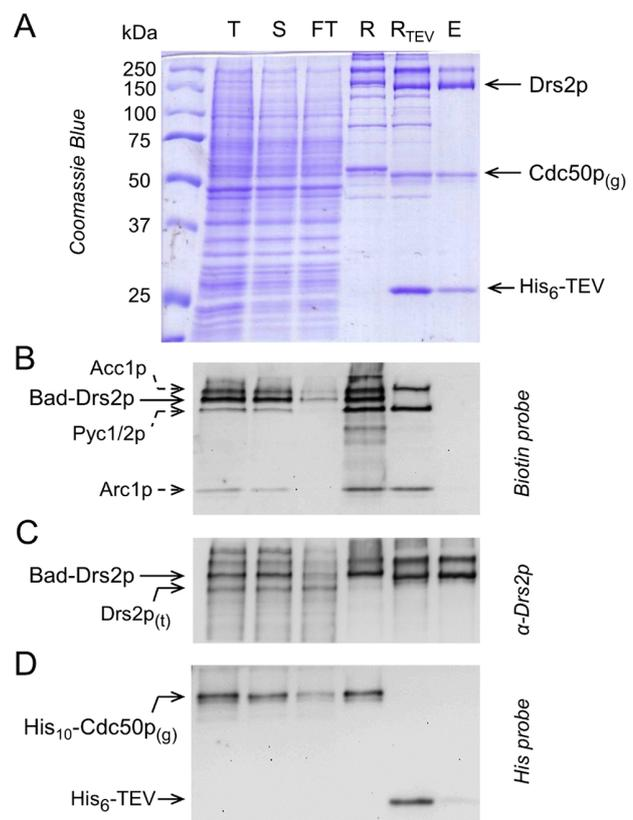 A
kDa T S FT R R_TEV E
250
150
100
75
50
37
25
Coomassie Blue
Drs2p
Cdc50p(g)
His6-TEV
B
Acc1p
Bad-Drs2p
Pyc1/2p
Arc1p
Biotin probe
C
Bad-Drs2p
Drs2p(t)
α-Drs2p
D
His10-Cdc50p(g)
His6-TEV
His probe